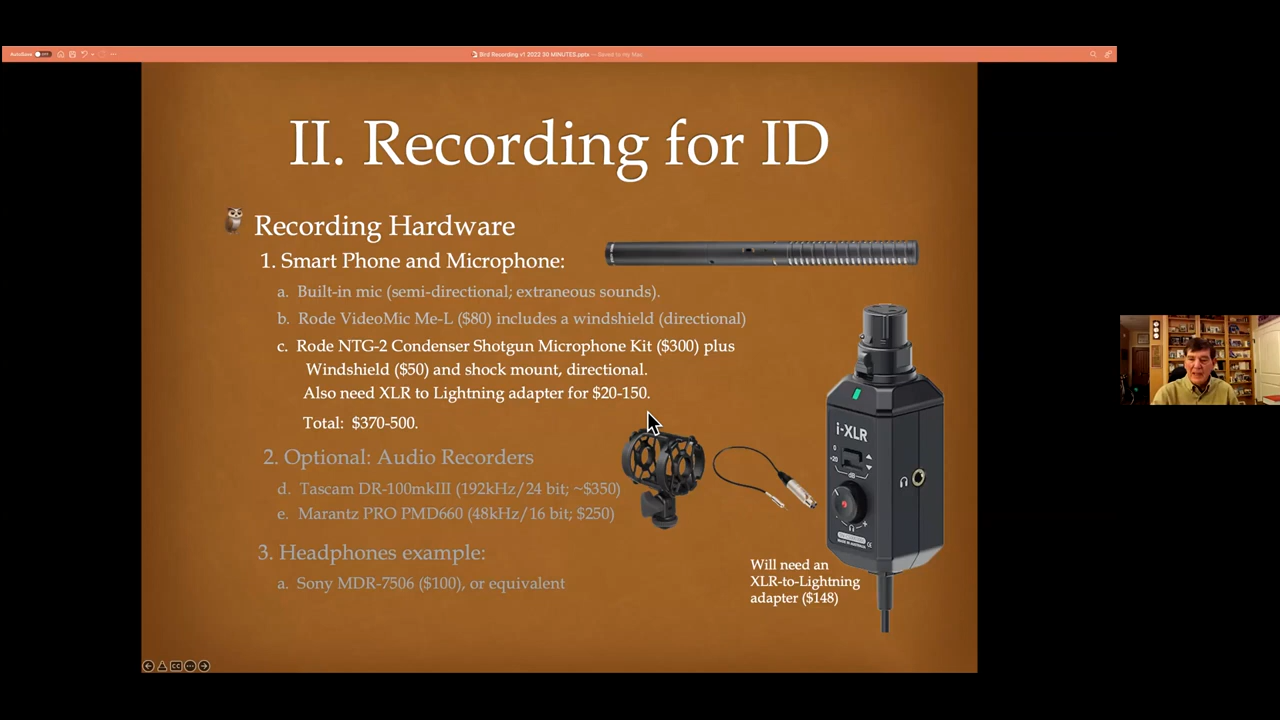 AutoSave OFF
Bird Recording v1 2022 30 MINUTES.pptx — Saved to my Mac
II. Recording for ID
Recording Hardware
1. Smart Phone and Microphone:
a. Built-in mic (semi-directional; extraneous sounds).
b. Rode VideoMic Me-L ($80) includes a windshield (directional)
c. Rode NTG-2 Condenser Shotgun Microphone Kit ($300) plus
Windshield ($50) and shock mount, directional.
Also need XLR to Lightning adapter for $20-150.
Total: $370-500.
2. Optional: Audio Recorders
d. Tascam DR-100mkIII (192kHz/24 bit; ~$350)
e. Marantz PRO PMD660 (48kHz/16 bit; $250)
3. Headphones example:
a. Sony MDR-7506 ($100), or equivalent
i-XLR
0
+20
dB
Will need an
XLR-to-Lightning
adapter ($148)
CC